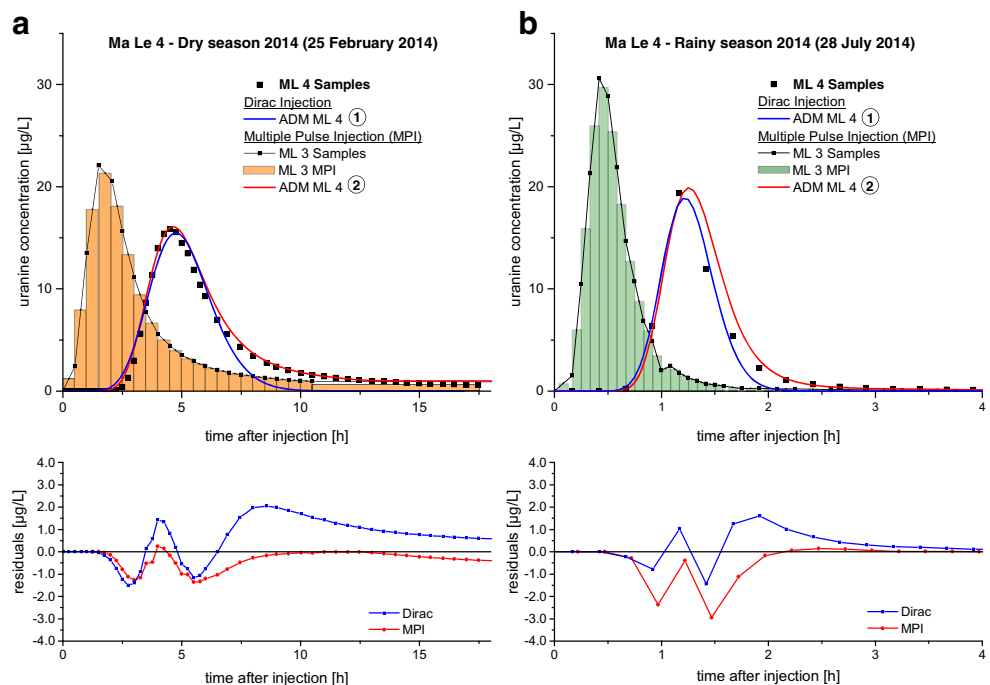 a
Ma Le 4 - Dry season 2014 (25 February 2014)
ML 4 Samples
Dirac Injection
ADM ML 4 ①
Multiple Pulse Injection (MPI)
ML 3 Samples
ML 3 MPI
ADM ML 4 ②
uranine concentration [µg/L]
30
20
10
0
0 5 10 15
time after injection [h]
residuals [µg/L]
4.0
3.0
2.0
1.0
0.0
-1.0
-2.0
-3.0
-4.0
Dirac
MPI
0 5 10 15
time after injection [h]
b
Ma Le 4 - Rainy season 2014 (28 July 2014)
ML 4 Samples
Dirac Injection
ADM ML 4 ①
Multiple Pulse Injection (MPI)
ML 3 Samples
ML 3 MPI
ADM ML 4 ②
uranine concentration [µg/L]
30
20
10
0
0 1 2 3 4
time after injection [h]
residuals [µg/L]
4.0
3.0
2.0
1.0
0.0
-1.0
-2.0
-3.0
-4.0
Dirac
MPI
0 1 2 3 4
time after injection [h]